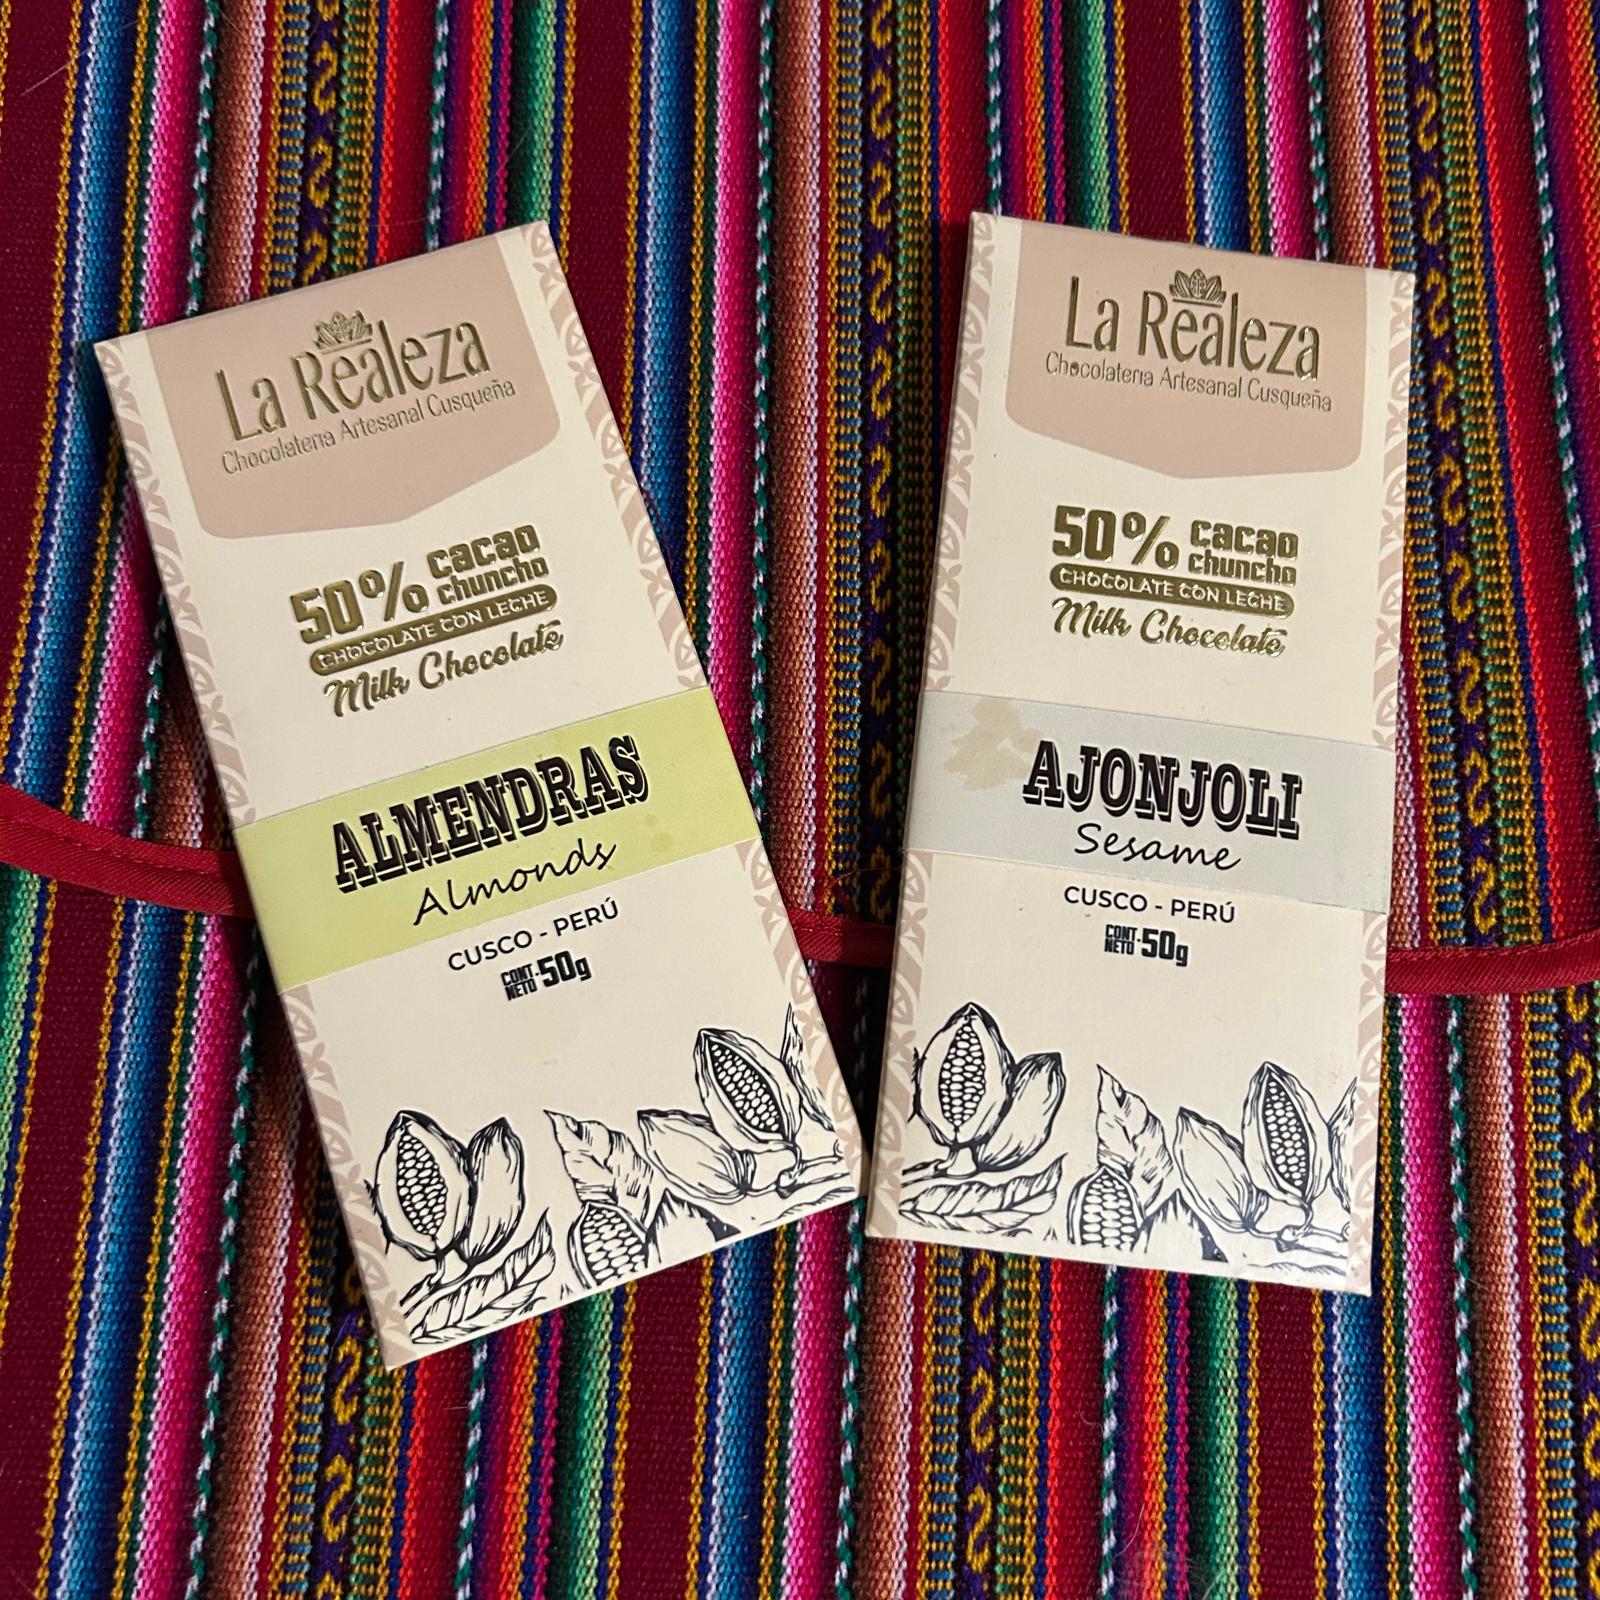 La Realeza
Chocolateria Artesanal Cusqueña
50% cacao
chuncho
CHOCOLATE CON LECHE
Milk Chocolate
ALMENDRAS
Almonds
CUSCO - PERÚ
CONT.
NETO 50g
La Realeza
Chocolateria Artesanal Cusqueña
50% cacao
chuncho
CHOCOLATE CON LECHE
Milk Chocolate
AJONJOLI
Sesame
CUSCO - PERÚ
CONT.
NETO 50g